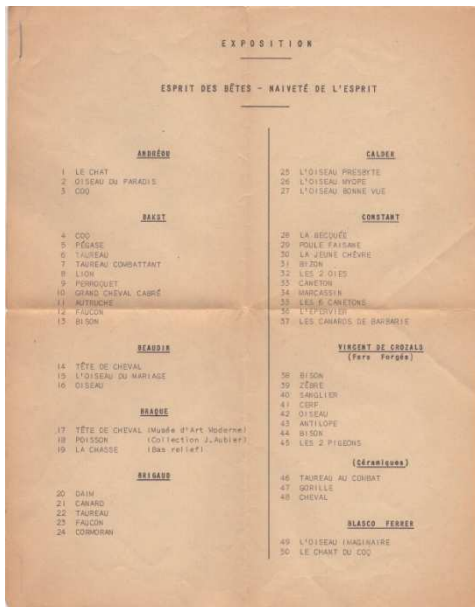 EXPOSITION
ESPRIT DES BÊTES - NAIVETÉ DE L'ESPRIT
ANDRÉOU
1 LE CHAT
2 OISEAU DU PARADIS
3 COQ
BAKST
4 COQ
5 PÉGASE
6 TAUREAU
7 TAUREAU COMBATTANT
8 LION
9 PERROQUET
10 GRAND CHEVAL CABRÉ
11 AUTRUCHE
12 FAUCON
13 BISON
BEAUDIN
14 TÊTE DE CHEVAL
15 L'OISEAU DU MARIAGE
16 OISEAU
BRAQUE
17 TÊTE DE CHEVAL (Musée d'Art Moderne)
18 POISSON (Collection J.Aubier)
19 LA CHASSE (Bas relief)
BRIGAUD
20 DAIM
21 CANARD
22 TAUREAU
23 FAUCON
24 CORMORAN
CALDER
25 L'OISEAU PRESBYTE
26 L'OISEAU MYOPE
27 L'OISEAU BONNE VUE
CONSTANT
28 LA BECQUÉE
29 POULE FAISANE
30 LA JEUNE CHÈVRE
31 BIZON
32 LES 2 OIES
33 CANETON
34 MARCASSIN
35 LES 6 CANETONS
36 L'ÉPERVIER
37 LES CANARDS DE BARBARIE
VINCENT DE CROZALS
(Fers Forgés)
38 BISON
39 ZÈBRE
40 SANGLIER
41 CERF
42 OISEAU
43 ANTILOPE
44 BISON
45 LES 2 PIGEONS
(Céramiques)
46 TAUREAU AU COMBAT
47 GORILLE
48 CHEVAL
BLASCO FERRER
49 L'OISEAU IMAGINAIRE
50 LE CHANT DU COQ